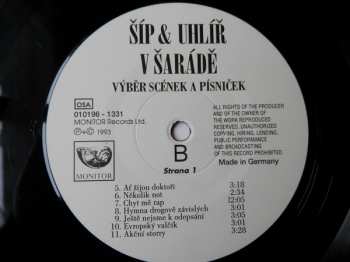 ŠÍP & UHLÍŘ
V ŠARÁDĚ
VÝBĚR SCÉNEK A PÍSNIČEK
OSA
010196 - 1331
MONITOR Records Ltd.
℗+© 1993
MONITOR
B
Strana 1
ALL RIGHTS OF THE PRODUCER
AND OF THE OWNER OF
THE WORK REPRODUCED
RESERVED, UNAUTHORIZED
COPYING, HIRING, LENDING,
PUBLIC PERFORMANCE
AND BROADCASTING
OF THIS RECORD PROHIBITED.
Made in Germany
5. Ať žijou doktoři 3:18
6. Několik not 2:34
7. Chyť mě rap 12:05
8. Hymna drogově závislých 3:01
9. Ještě nejsme k odepsání 3:05
10. Evropský valčík 3:01
11. Akční storry 3:28